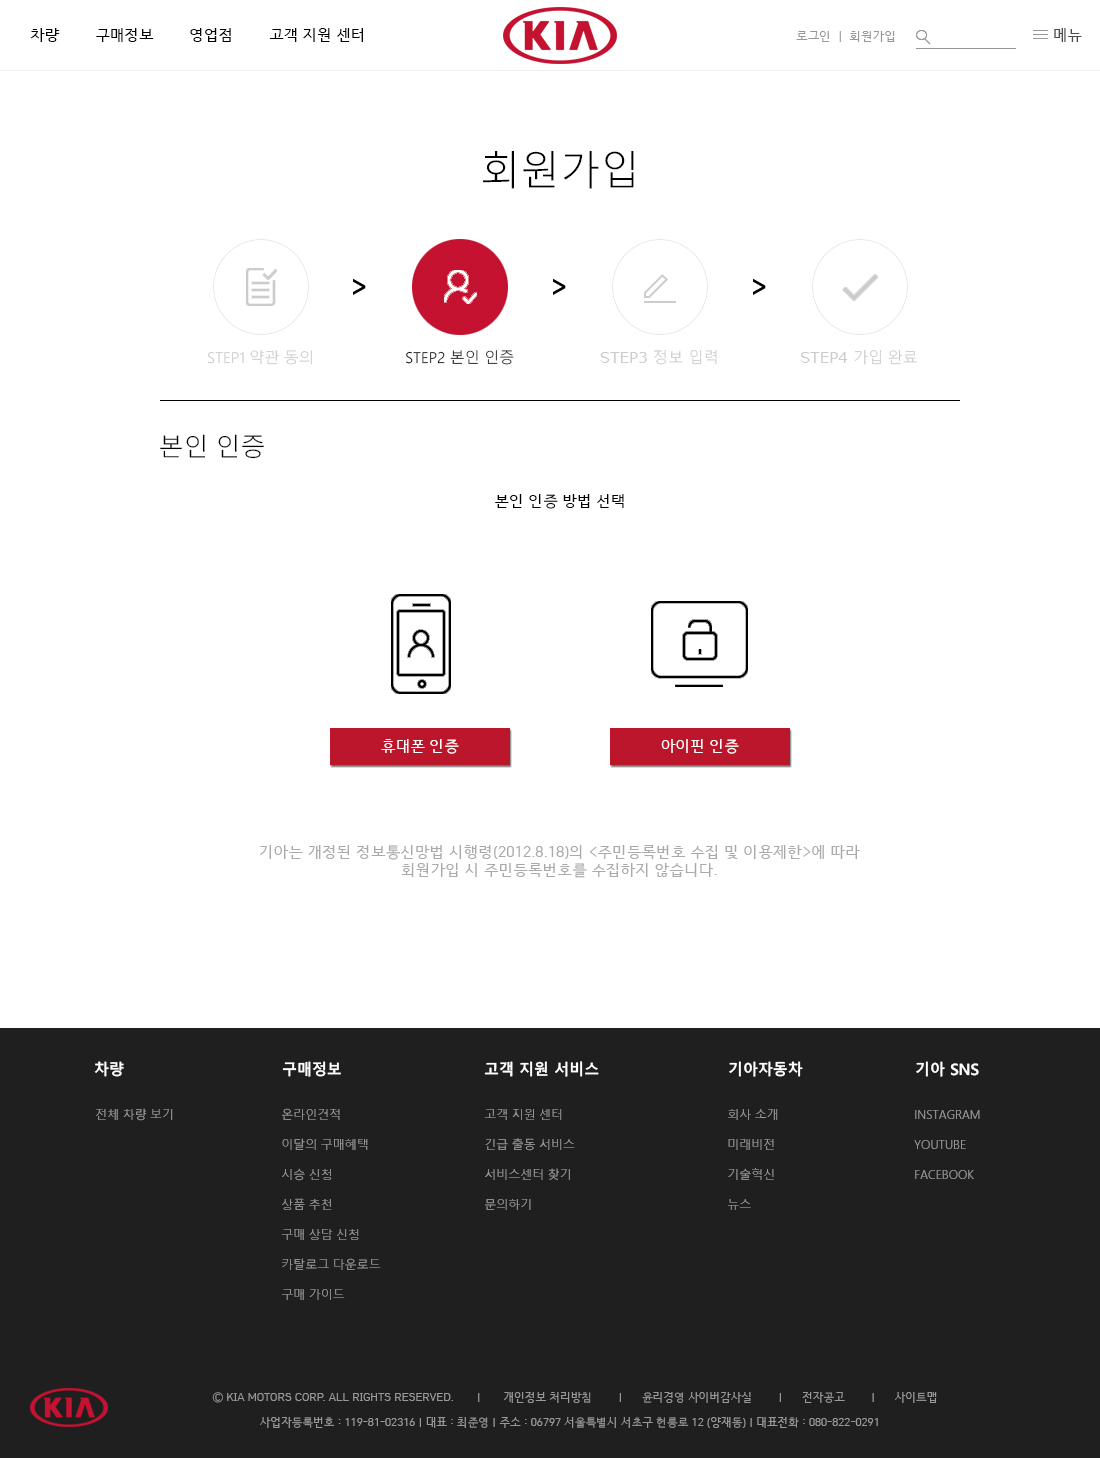 차량 구매정보 영업점 고객 지원 센터 KIA 로그인 | 회원가입 메뉴
회원가입
> > >
STEP1 약관 동의 STEP2 본인 인증 STEP3 정보 입력 STEP4 가입 완료
본인 인증
본인 인증 방법 선택
휴대폰 인증 아이핀 인증
기아는 개정된 정보통신망법 시행령(2012.8.18)의 <주민등록번호 수집 및 이용제한>에 따라
회원가입 시 주민등록번호를 수집하지 않습니다.
차량 구매정보 고객 지원 서비스 기아자동차 기아 SNS
전체 차량 보기 온라인견적 고객 지원 센터 회사 소개 INSTAGRAM
이달의 구매혜택 긴급 출동 서비스 미래비전 YOUTUBE
시승 신청 서비스센터 찾기 기술혁신 FACEBOOK
상품 추천 문의하기 뉴스
구매 상담 신청
카탈로그 다운로드
구매 가이드
KIA © KIA MOTORS CORP. ALL RIGHTS RESERVED. | 개인정보 처리방침 | 윤리경영 사이버감사실 | 전자공고 | 사이트맵
사업자등록번호 : 119-81-02316 | 대표 : 최준영 | 주소 : 06797 서울특별시 서초구 헌릉로 12 (양재동) | 대표전화 : 080-822-0291